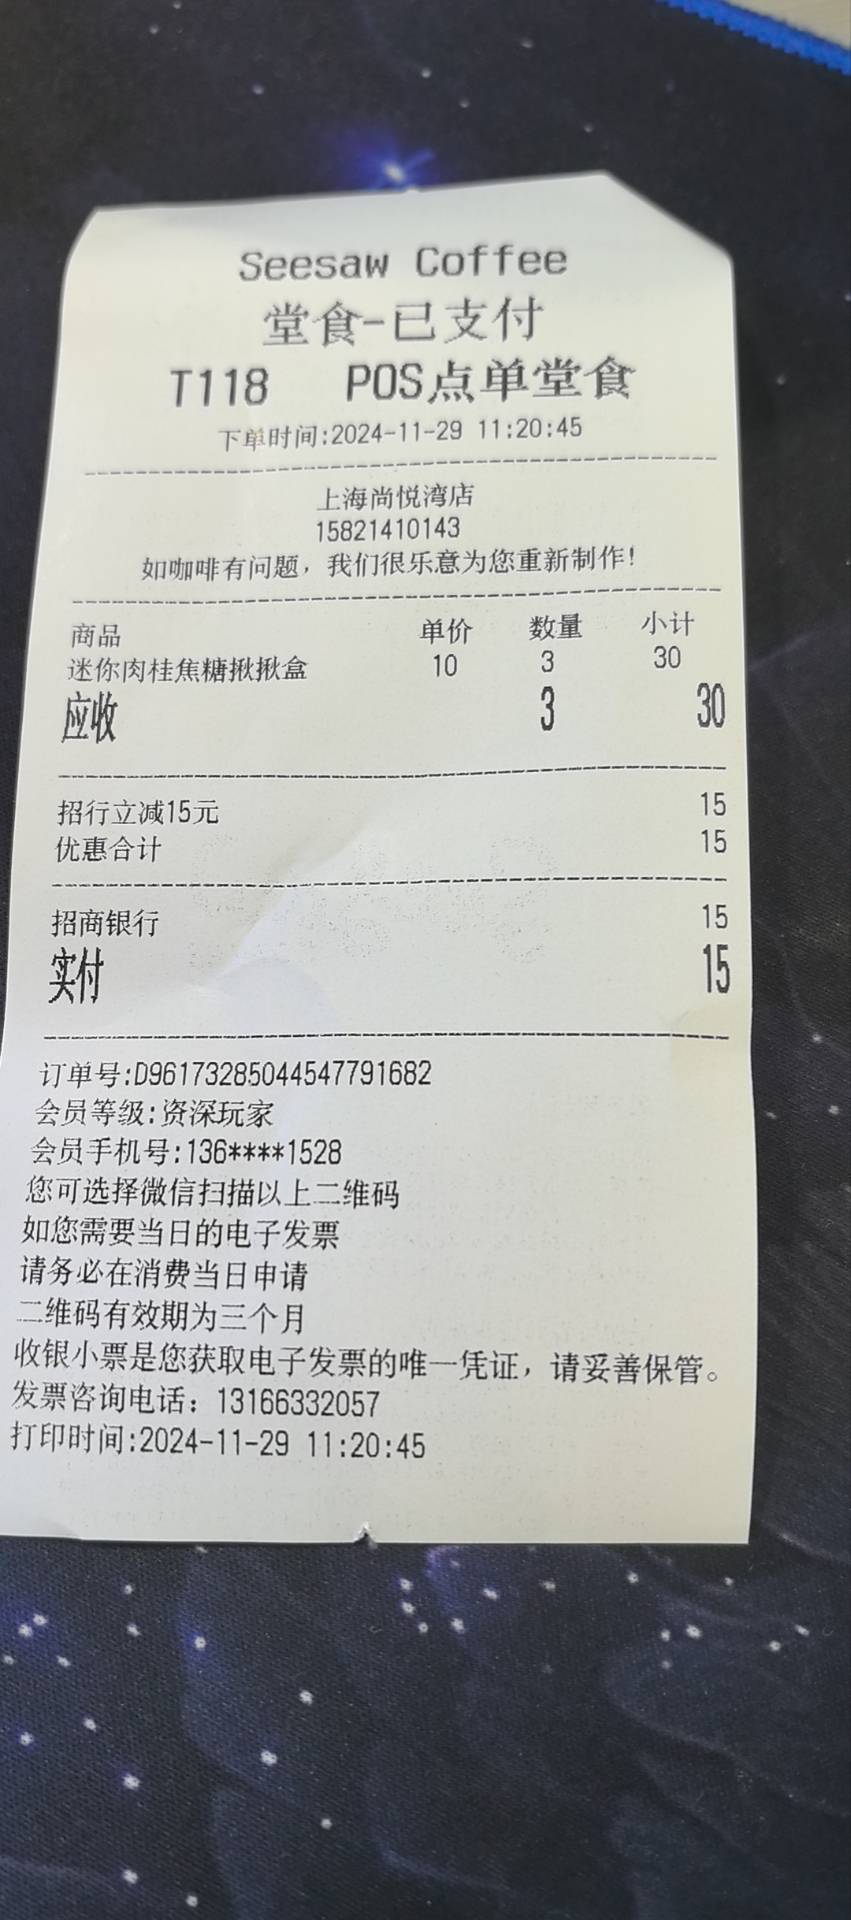 Seesaw Coffee
堂食-已支付
T118 POS点单堂食
下单时间:2024-11-29 11:20:45
上海尚悦湾店
15821410143
如咖啡有问题，我们很乐意为您重新制作!
商品 单价 数量 小计
迷你肉桂焦糖揪揪盒 10 3 30
应收 3 30
招行立减15元 15
优惠合计 15
招商银行 15
实付 15
订单号:D96173285044547791682
会员等级:资深玩家
会员手机号:136****1528
您可选择微信扫描以上二维码
如您需要当日的电子发票
请务必在消费当日申请
二维码有效期为三个月
收银小票是您获取电子发票的唯一凭证，请妥善保管。
发票咨询电话：13166332057
打印时间:2024-11-29 11:20:45